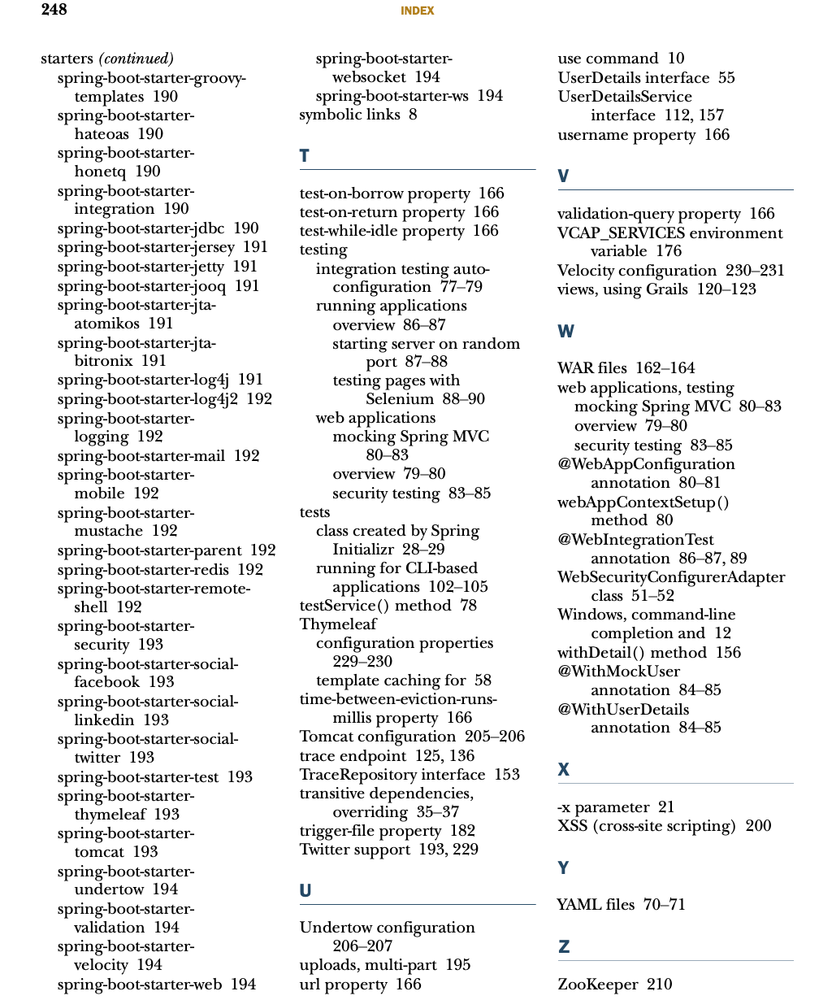 248
INDEX
starters (continued)
spring-boot-starter-groovy-
templates 190
spring-boot-starter-
hateoas 190
spring-boot-starter-
honetq 190
spring-boot-starter-
integration 190
spring-boot-starter-jdbc 190
spring-boot-starter-jersey 191
spring-boot-starter-jetty 191
spring-boot-starter-jooq 191
spring-boot-starter-jta-
atomikos 191
spring-boot-starter-jta-
bitronix 191
spring-boot-starter-log4j 191
spring-boot-starter-log4j2 192
spring-boot-starter-
logging 192
spring-boot-starter-mail 192
spring-boot-starter-
mobile 192
spring-boot-starter-
mustache 192
spring-boot-starter-parent 192
spring-boot-starter-redis 192
spring-boot-starter-remote-
shell 192
spring-boot-starter-
security 193
spring-boot-starter-social-
facebook 193
spring-boot-starter-social-
linkedin 193
spring-boot-starter-social-
twitter 193
spring-boot-starter-test 193
spring-boot-starter-
thymeleaf 193
spring-boot-starter-
tomcat 193
spring-boot-starter-
undertow 194
spring-boot-starter-
validation 194
spring-boot-starter-
velocity 194
spring-boot-starter-web 194
spring-boot-starter-
websocket 194
spring-boot-starter-ws 194
symbolic links 8
T
test-on-borrow property 166
test-on-return property 166
test-while-idle property 166
testing
integration testing auto-
configuration 77–79
running applications
overview 86–87
starting server on random
port 87–88
testing pages with
Selenium 88–90
web applications
mocking Spring MVC
80–83
overview 79–80
security testing 83–85
tests
class created by Spring
Initializr 28–29
running for CLI-based
applications 102–105
testService() method 78
Thymeleaf
configuration properties
229–230
template caching for 58
time-between-eviction-runs-
millis property 166
Tomcat configuration 205–206
trace endpoint 125, 136
TraceRepository interface 153
transitive dependencies,
overriding 35–37
trigger-file property 182
Twitter support 193, 229
U
Undertow configuration
206–207
uploads, multi-part 195
url property 166
use command 10
UserDetails interface 55
UserDetailsService
interface 112, 157
username property 166
V
validation-query property 166
VCAP_SERVICES environment
variable 176
Velocity configuration 230–231
views, using Grails 120–123
W
WAR files 162–164
web applications, testing
mocking Spring MVC 80–83
overview 79–80
security testing 83–85
@WebAppConfiguration
annotation 80–81
webAppContextSetup()
method 80
@WebIntegrationTest
annotation 86–87, 89
WebSecurityConfigurerAdapter
class 51–52
Windows, command-line
completion and 12
withDetail() method 156
@WithMockUser
annotation 84–85
@WithUserDetails
annotation 84–85
X
-x parameter 21
XSS (cross-site scripting) 200
Y
YAML files 70–71
Z
ZooKeeper 210